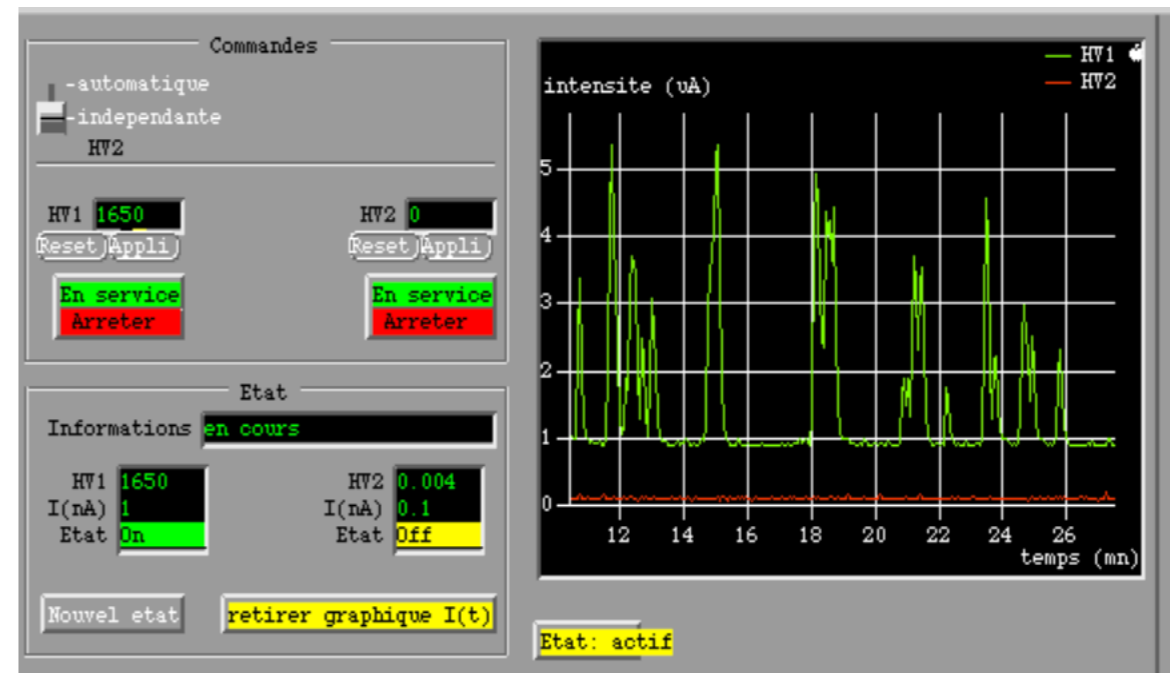 Commandes
-automatique
-independante
HV2
HV1 1650
Reset Appli
En service
Arreter
HV2 0
Reset Appli
En service
Arreter
Etat
Informations en cours
HV1 1650
I(nA) 1
Etat On
HV2 0.004
I(nA) 0.1
Etat Off
Nouvel etat
retirer graphique I(t)
HV1
HV2
intensite (uA)
5
4
3
2
1
0
12 14 16 18 20 22 24 26
temps (mn)
Etat: actif